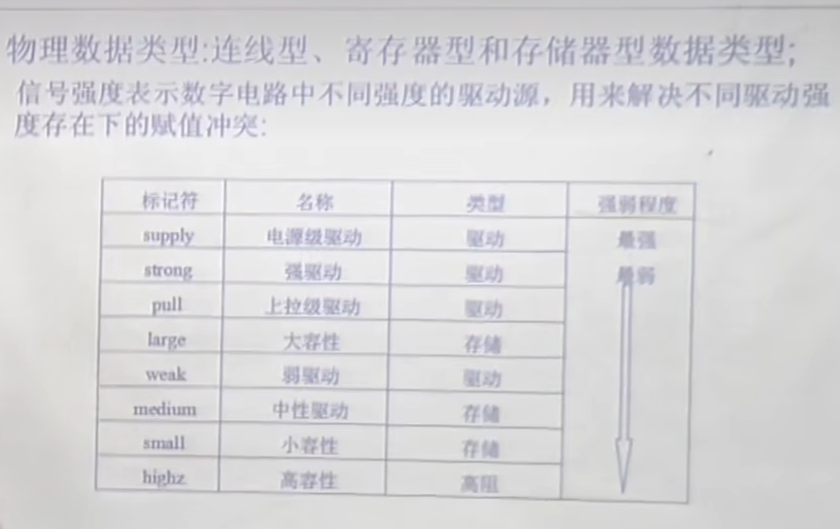 物理数据类型:连线型、寄存器型和存储器型数据类型;
信号强度表示数字电路中不同强度的驱动源，用来解决不同驱动强
度存在下的赋值冲突:
标记符 名称 类型 强弱程度
supply 电源级驱动 驱动 最强
strong 强驱动 驱动 最弱
pull 上拉级驱动 驱动
large 大容性 存储
weak 弱驱动 驱动
medium 中性驱动 存储
small 小容性 存储
highz 高容性 高阻